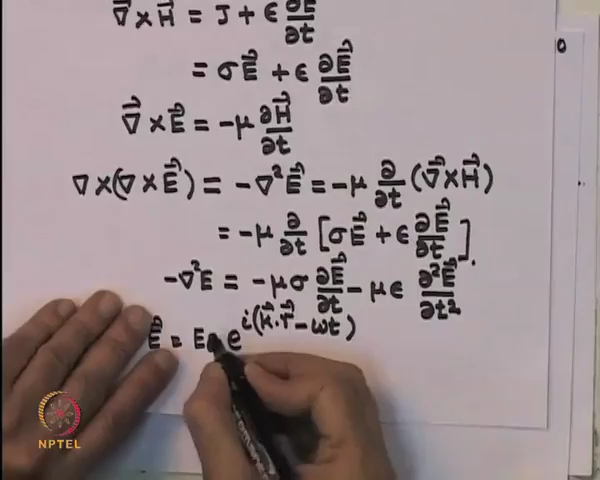 ∇⃗ × H⃗ = J + ε ∂E/∂t
= σE⃗ + ε ∂E⃗/∂t
∇⃗ × E⃗ = -μ ∂H⃗/∂t
∇ × (∇ × E⃗) = -∇²E⃗ = -μ ∂/∂t (∇⃗ × H⃗)
= -μ ∂/∂t [σE⃗ + ε ∂E⃗/∂t].
-∇²E = -μσ ∂E⃗/∂t - με ∂²E⃗/∂t²
E⃗ = E₀ e^{i(k⃗·r⃗ - ωt)}
NPTEL